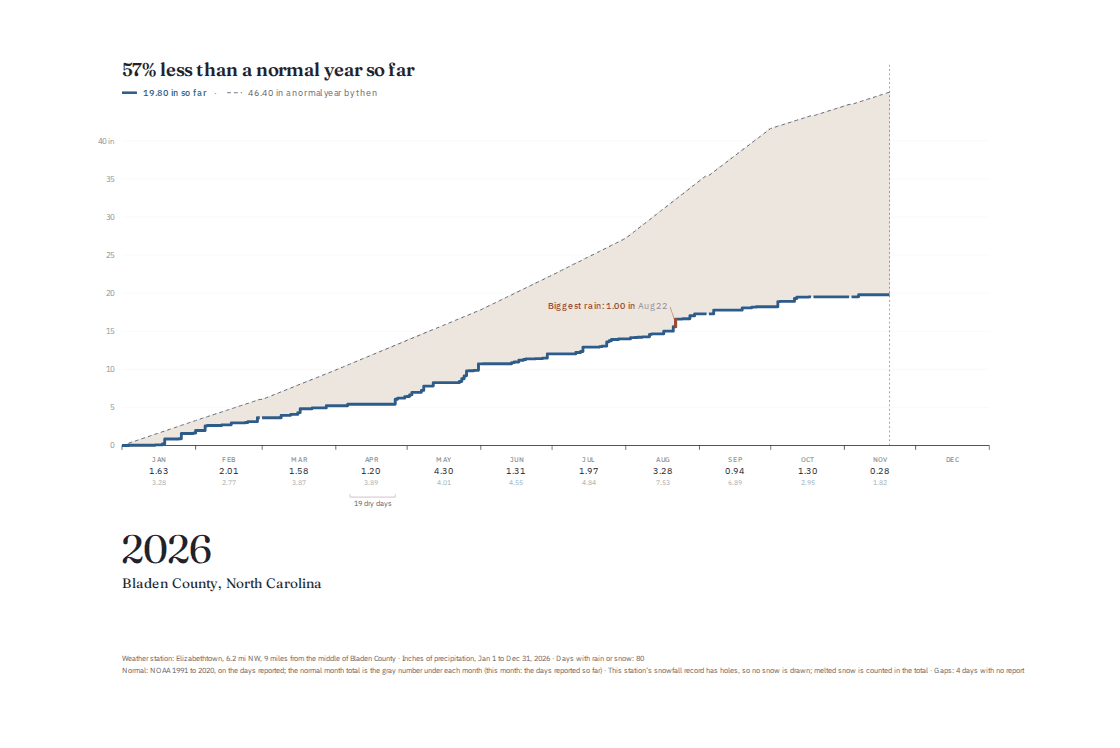 57% less than a normal year so far
19.80 in so far · 46.40 in a normal year by then
40 in
35
30
25
20
15
10
5
0
Biggest rain: 1.00 in Aug 22
JAN FEB MAR APR MAY JUN JUL AUG SEP OCT NOV DEC
1.63 2.01 1.58 1.20 4.30 1.31 1.97 3.28 0.94 1.30 0.28
3.28 2.77 3.87 3.89 4.01 4.55 4.84 7.53 6.89 2.95 1.82
19 dry days
2026
Bladen County, North Carolina
Weather station: Elizabethtown, 6.2 mi NW, 9 miles from the middle of Bladen County · Inches of precipitation, Jan 1 to Dec 31, 2026 · Days with rain or snow: 80
Normal: NOAA 1991 to 2020, on the days reported; the normal month total is the gray number under each month (this month: the days reported so far) · This station's snowfall record has holes, so no snow is drawn; melted snow is counted in the total · Gaps: 4 days with no report